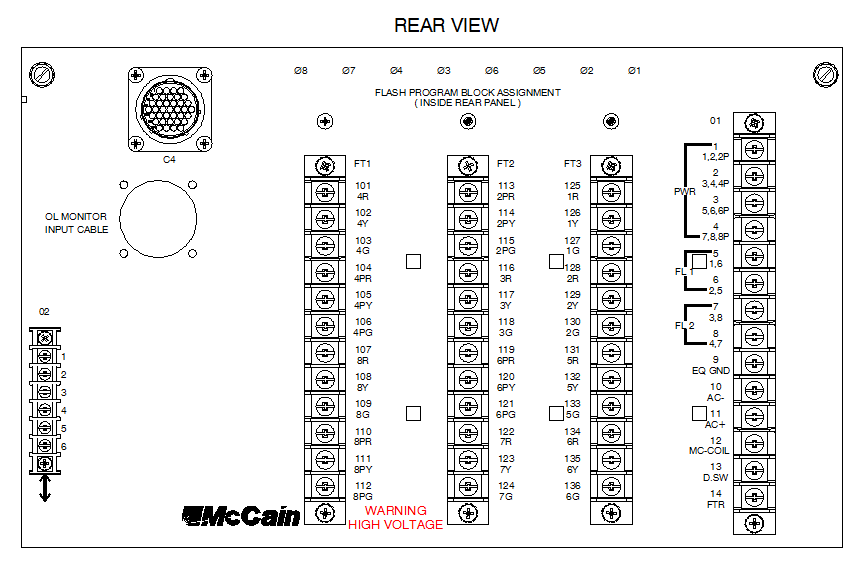 REAR VIEW
Ø8 Ø7 Ø4 Ø3 Ø6 Ø5 Ø2 Ø1
FLASH PROGRAM BLOCK ASSIGNMENT
( INSIDE REAR PANEL )
C4
OL MONITOR
INPUT CABLE
02
1
2
3
4
5
6
FT1
101
4R
102
4Y
103
4G
104
4PR
105
4PY
106
4PG
107
8R
108
8Y
109
8G
110
8PR
111
8PY
112
8PG
FT2
113
2PR
114
2PY
115
2PG
116
3R
117
3Y
118
3G
119
6PR
120
6PY
121
6PG
122
7R
123
7Y
124
7G
FT3
125
1R
126
1Y
127
1G
128
2R
129
2Y
130
2G
131
5R
132
5Y
133
5G
134
6R
135
6Y
136
6G
01
PWR
1
1,2,2P
2
3,4,4P
3
5,6,6P
4
7,8,8P
FL 1
5
1,6
6
2,5
FL 2
7
3,8
8
4,7
9
EQ GND
10
AC-
11
AC+
12
MC-COIL
13
D.SW
14
FTR
McCain
WARNING
HIGH VOLTAGE